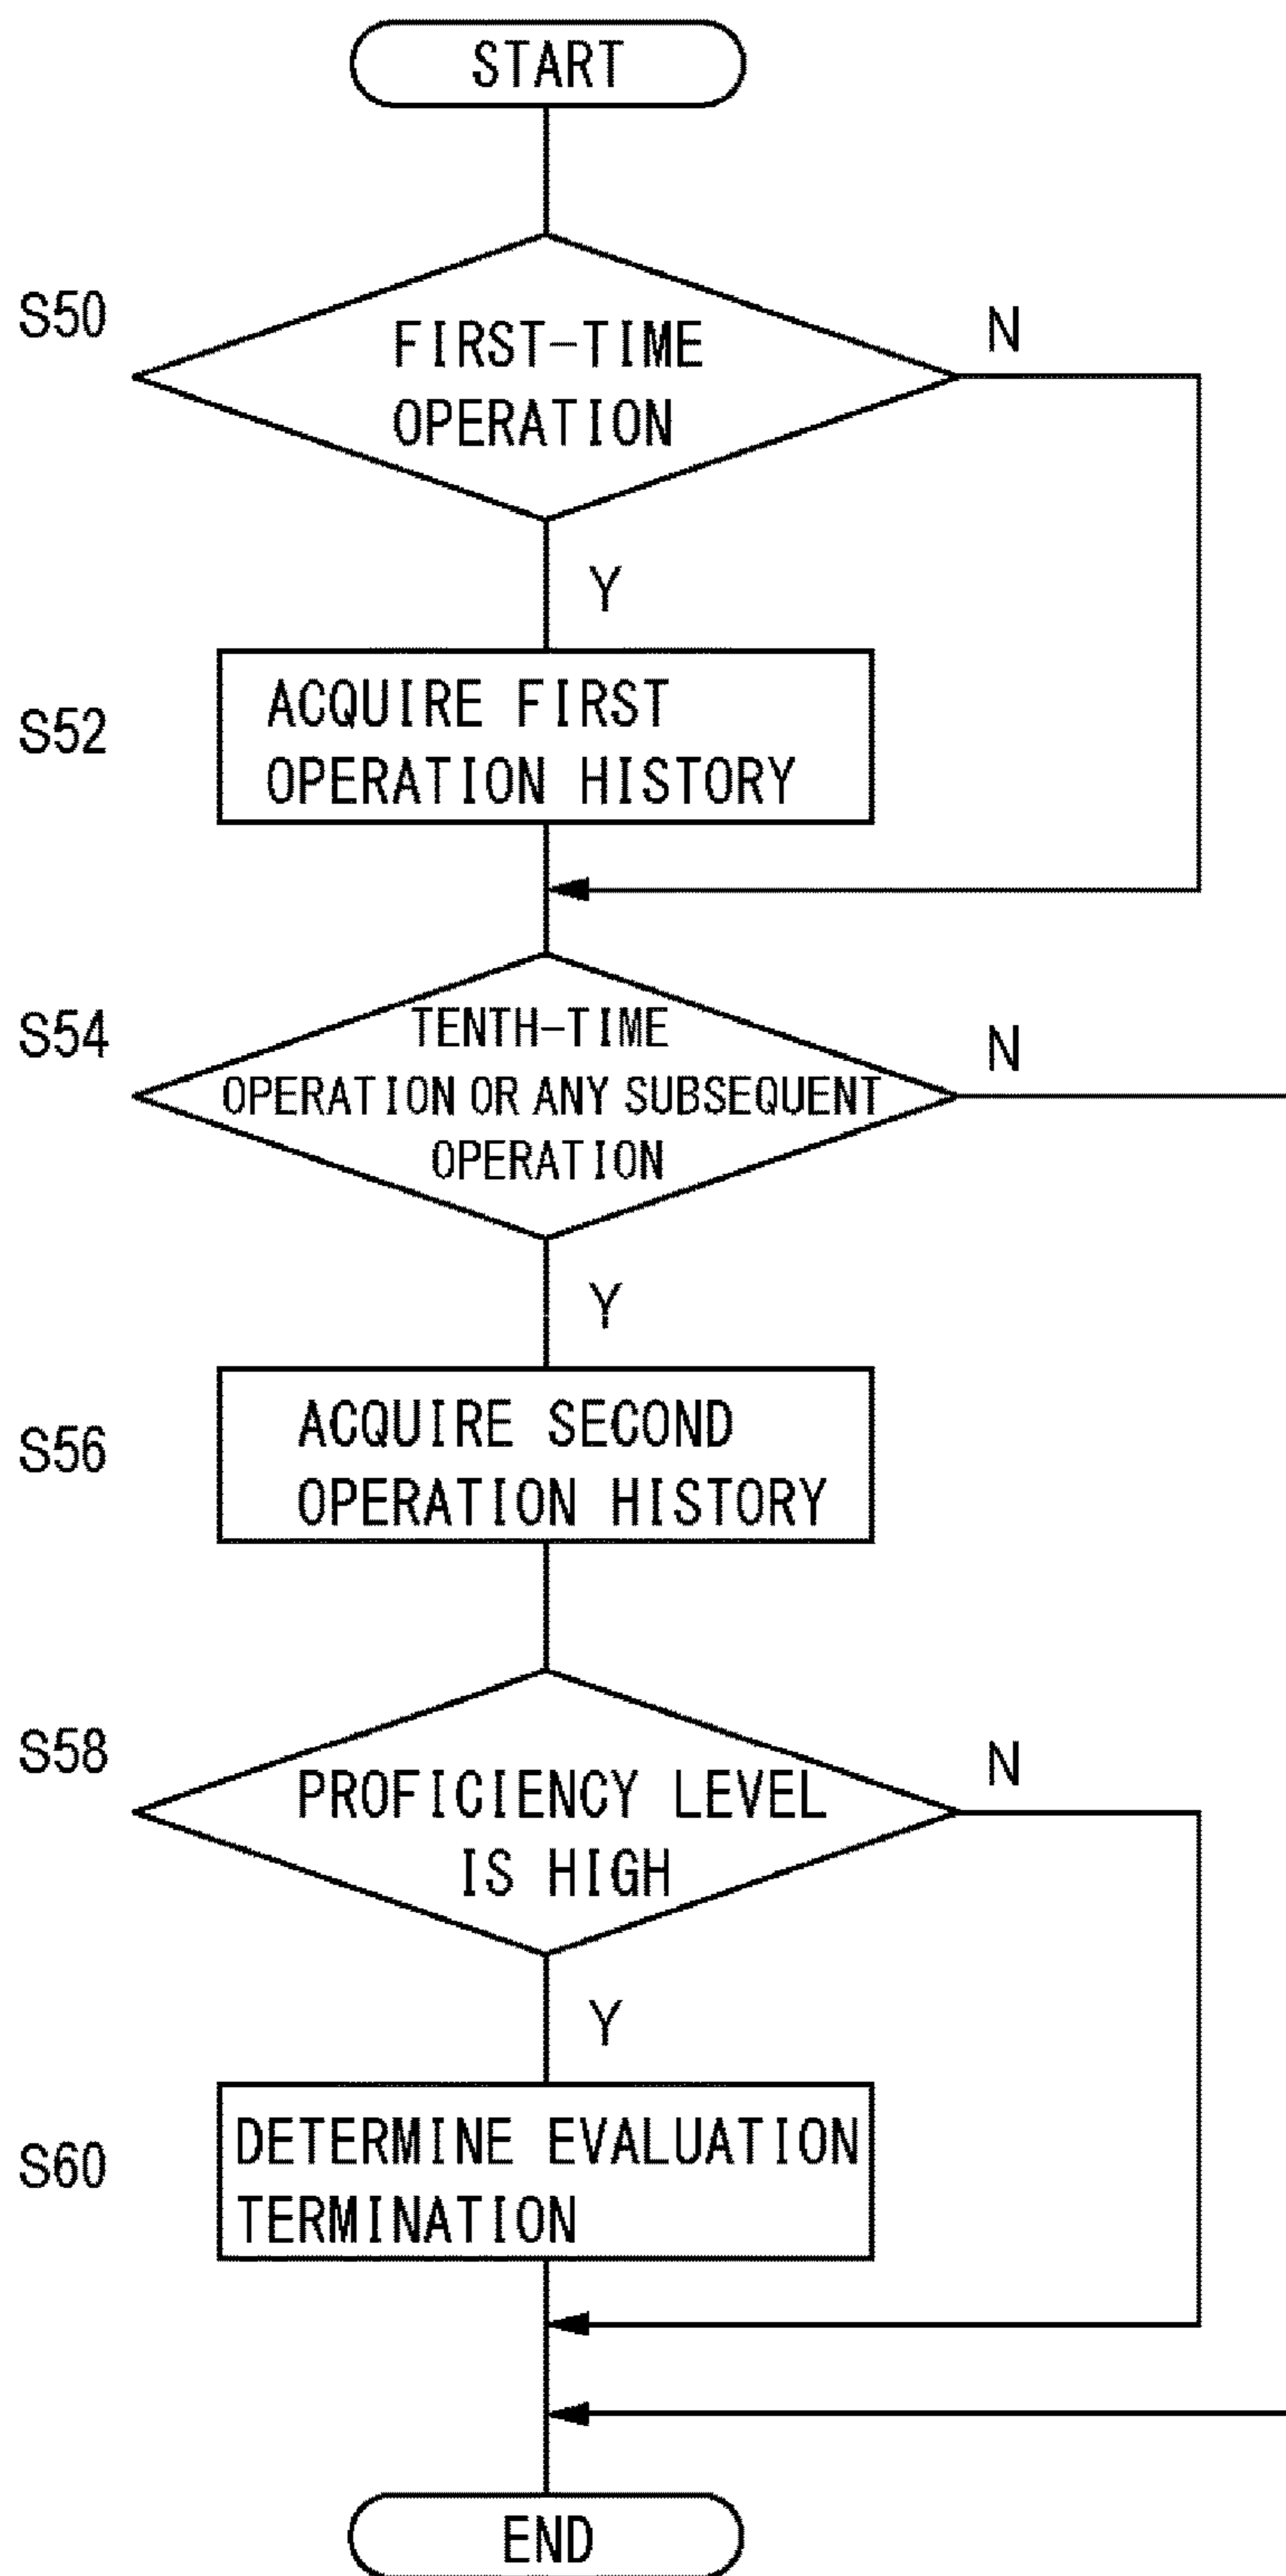 START
S50
FIRST-TIME
OPERATION
N
Y
S52
ACQUIRE FIRST
OPERATION HISTORY
S54
TENTH-TIME
OPERATION OR ANY SUBSEQUENT
OPERATION
N
Y
S56
ACQUIRE SECOND
OPERATION HISTORY
S58
PROFICIENCY LEVEL
IS HIGH
N
Y
S60
DETERMINE EVALUATION
TERMINATION
END